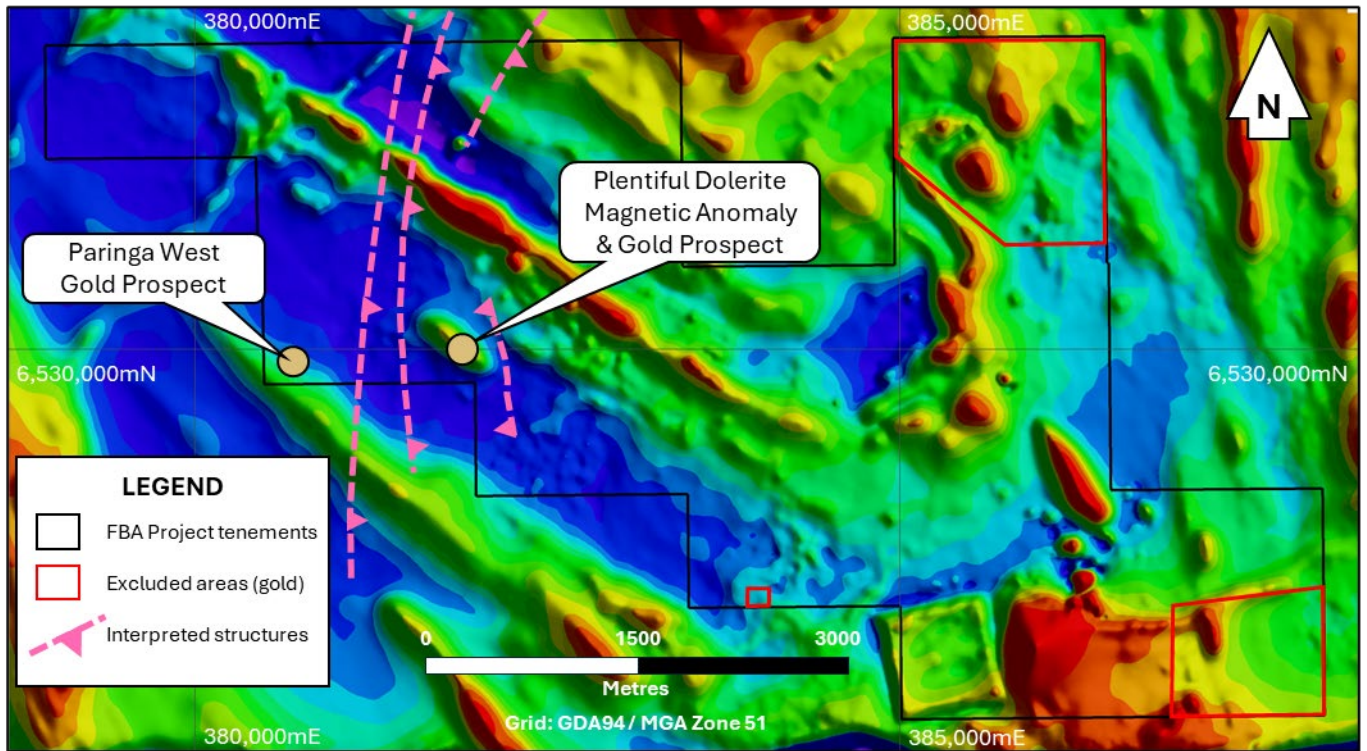 380,000mE
385,000mE
N
Plentiful Dolerite
Magnetic Anomaly
& Gold Prospect
Paringa West
Gold Prospect
6,530,000mN
6,530,000mN
LEGEND
FBA Project tenements
Excluded areas (gold)
Interpreted structures
0 1500 3000
Metres
Grid: GDA94 / MGA Zone 51
380,000mE
385,000mE